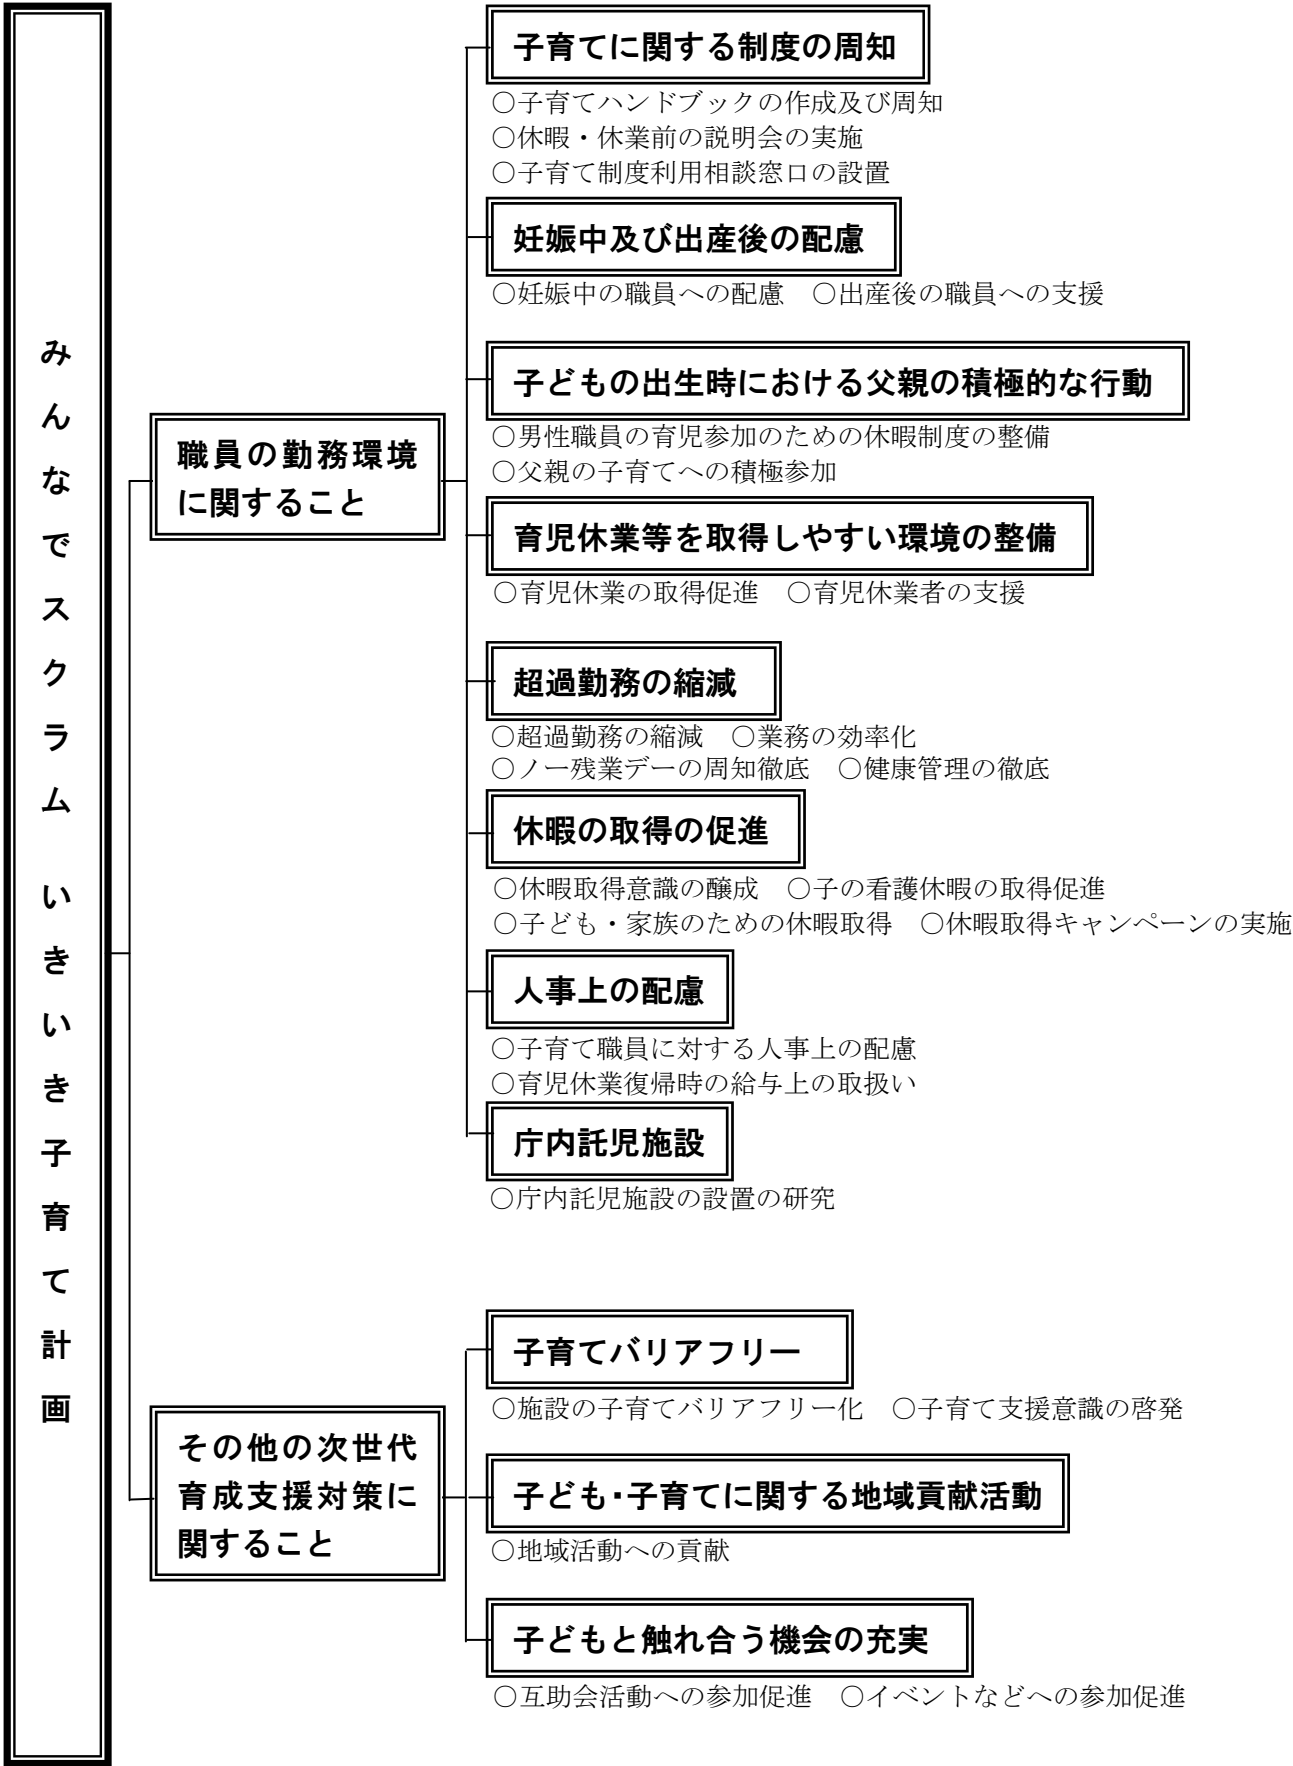 みんなでスクラム いきいき子育て計画
職員の勤務環境
に関すること
子育てに関する制度の周知
○子育てハンドブックの作成及び周知
○休暇・休業前の説明会の実施
○子育て制度利用相談窓口の設置
妊娠中及び出産後の配慮
○妊娠中の職員への配慮　○出産後の職員への支援
子どもの出生時における父親の積極的な行動
○男性職員の育児参加のための休暇制度の整備
○父親の子育てへの積極参加
育児休業等を取得しやすい環境の整備
○育児休業の取得促進　○育児休業者の支援
超過勤務の縮減
○超過勤務の縮減　○業務の効率化
○ノー残業デーの周知徹底　○健康管理の徹底
休暇の取得の促進
○休暇取得意識の醸成　○子の看護休暇の取得促進
○子ども・家族のための休暇取得　○休暇取得キャンペーンの実施
人事上の配慮
○子育て職員に対する人事上の配慮
○育児休業復帰時の給与上の取扱い
庁内託児施設
○庁内託児施設の設置の研究
その他の次世代
育成支援対策に
関すること
子育てバリアフリー
○施設の子育てバリアフリー化　○子育て支援意識の啓発
子ども・子育てに関する地域貢献活動
○地域活動への貢献
子どもと触れ合う機会の充実
○互助会活動への参加促進　○イベントなどへの参加促進